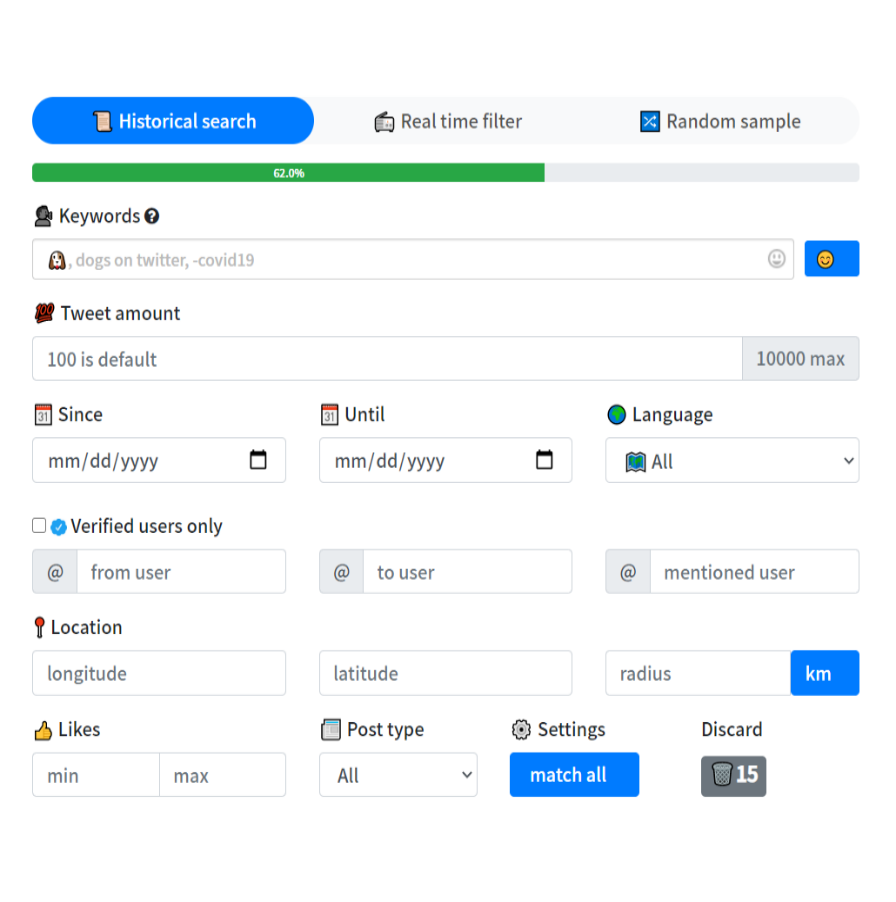 Historical search Real time filter Random sample
62.0%
Keywords
, dogs on twitter, -covid19
Tweet amount
100 is default 10000 max
Since Until Language
mm/dd/yyyy mm/dd/yyyy All
Verified users only
@ from user @ to user @ mentioned user
Location
longitude latitude radius km
Likes Post type Settings Discard
min max All match all 15